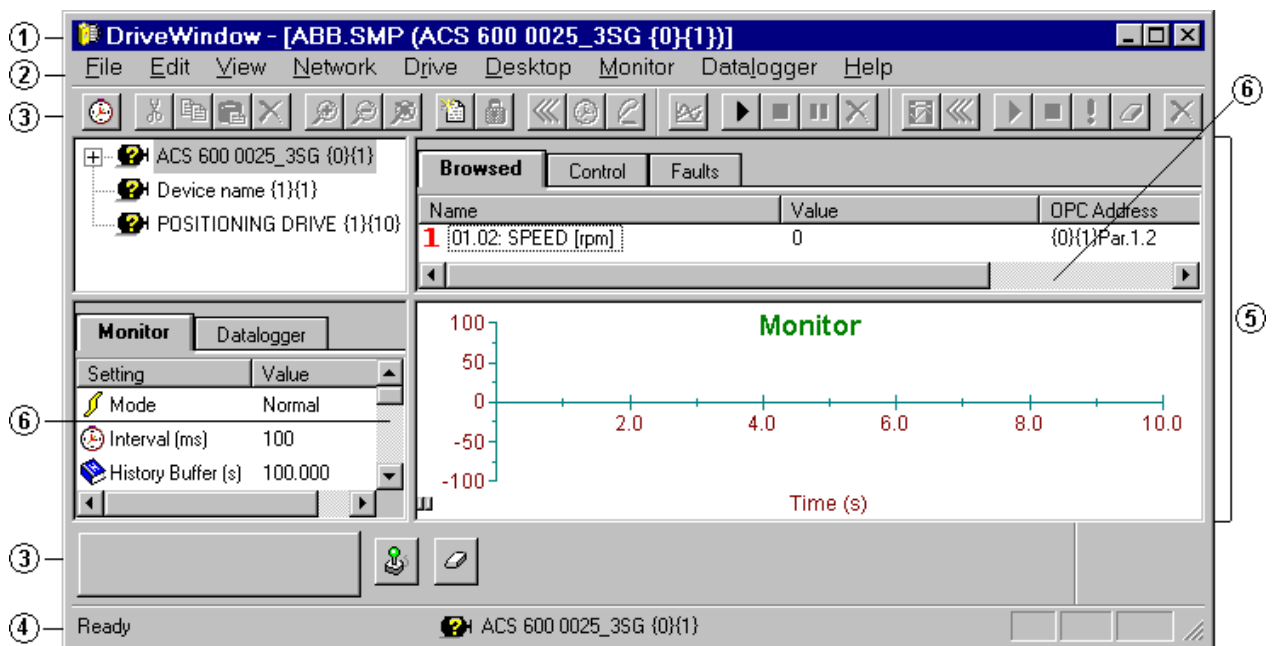 1 DriveWindow - [ABB.SMP (ACS 600 0025_3SG {0}{1})]
2 File Edit View Network Drive Desktop Monitor Datalogger Help
3
6
ACS 600 0025_3SG {0}{1}
Device name {1}{1}
POSITIONING DRIVE {1}{10}
Browsed Control Faults
Name Value OPC Address
1 01.02: SPEED [rpm] 0 {0}{1}Par.1.2
Monitor Datalogger
Setting Value
Mode Normal
6
Interval (ms) 100
History Buffer (s) 100.000
Monitor
100
50
0
-50
-100
2.0 4.0 6.0 8.0 10.0
Time (s)
5
3
4 Ready ACS 600 0025_3SG {0}{1}